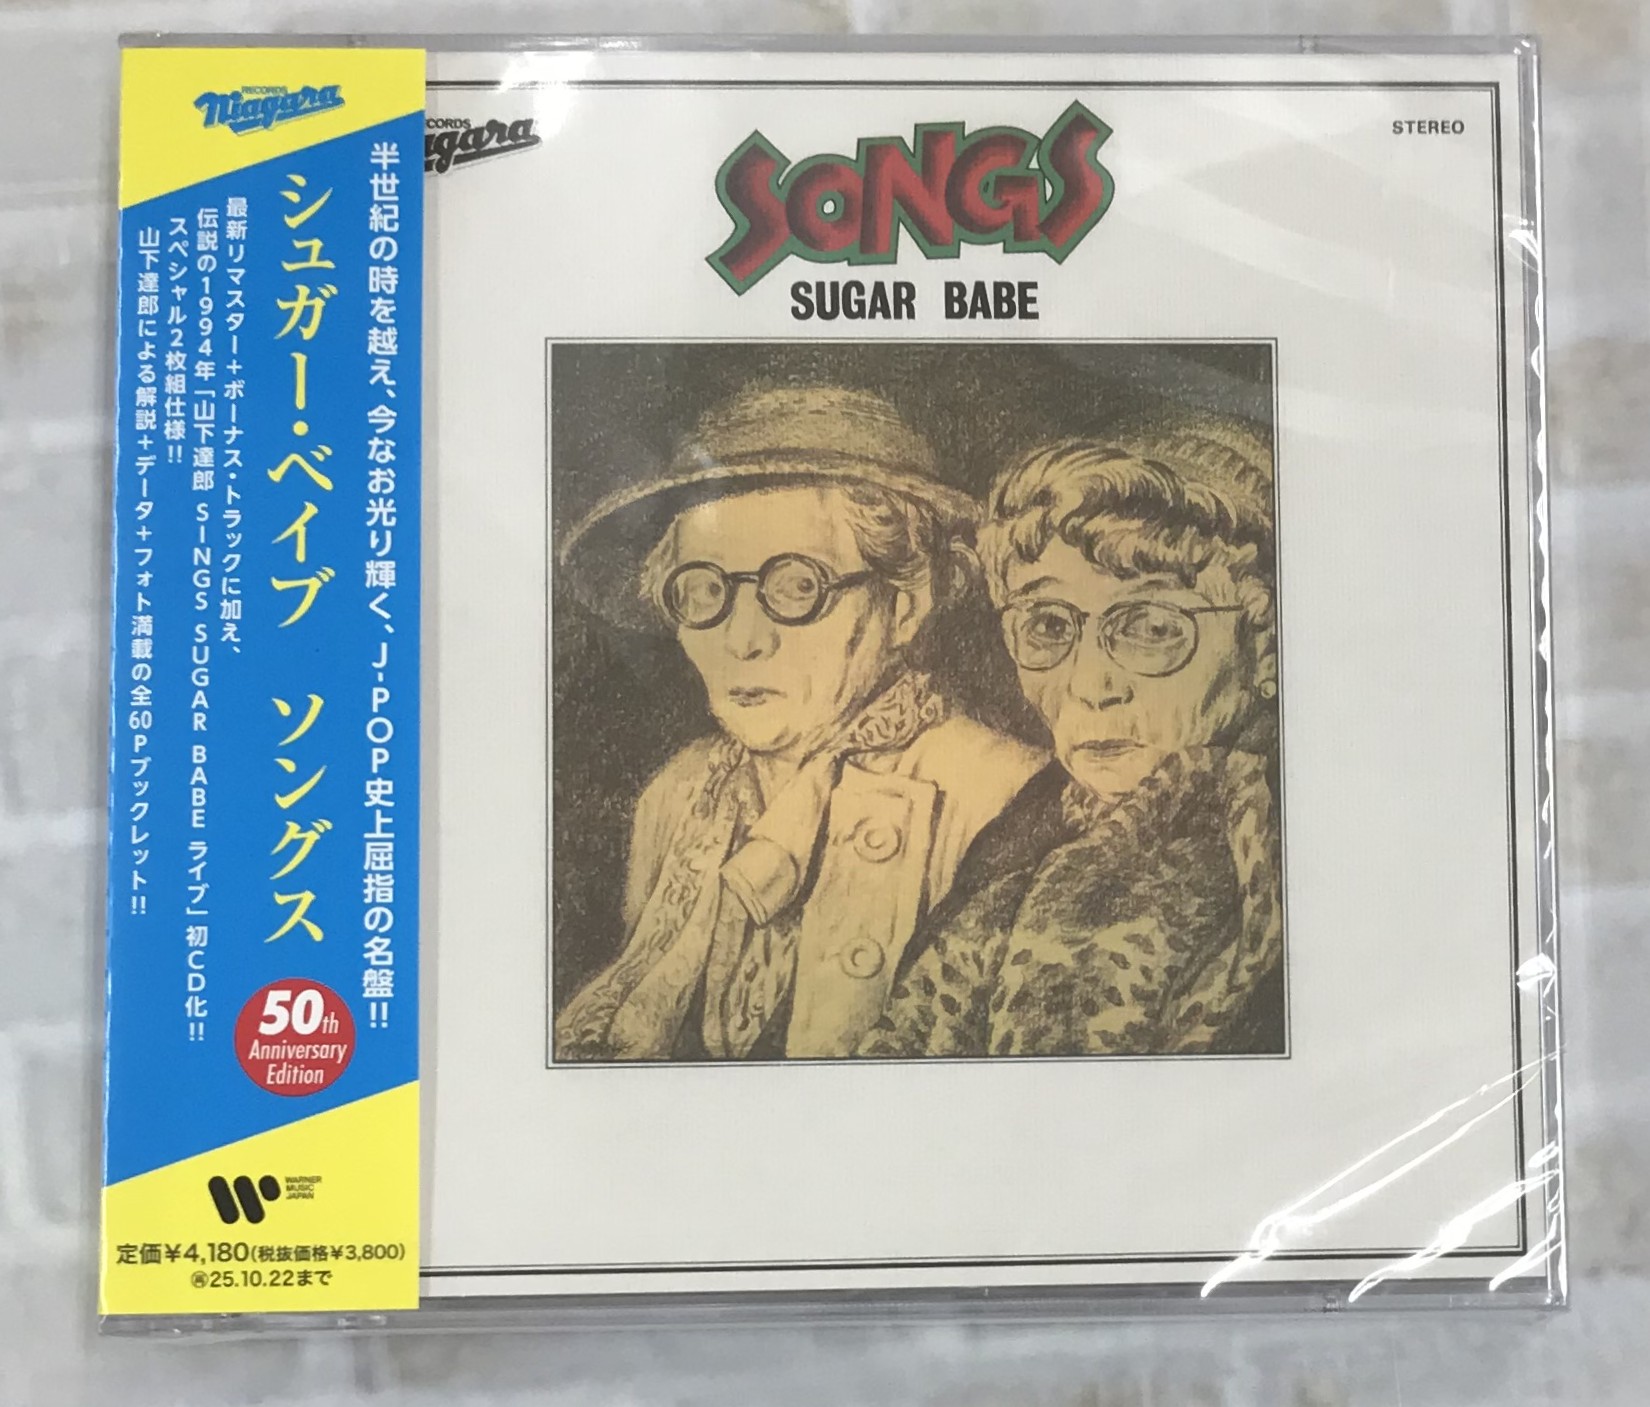 RECORDS
Niagara
半世紀の時を越え、今なお光り輝く、J-POP史上屈指の名盤!!
シュガー・ベイブ ソングス
最新リマスター+ボーナス・トラックに加え、
伝説の1994年「山下達郎 SINGS SUGAR BABE ライブ」初CD化!!
スペシャル2枚組仕様!!
山下達郎による解説+データ+フォト満載の全60Pブックレット!!
50th
Anniversary
Edition
WARNER
MUSIC
JAPAN
定価¥4,180(税抜価格¥3,800)
㊢25.10.22まで
CORDS
agara
SONGS
SUGAR BABE
STEREO